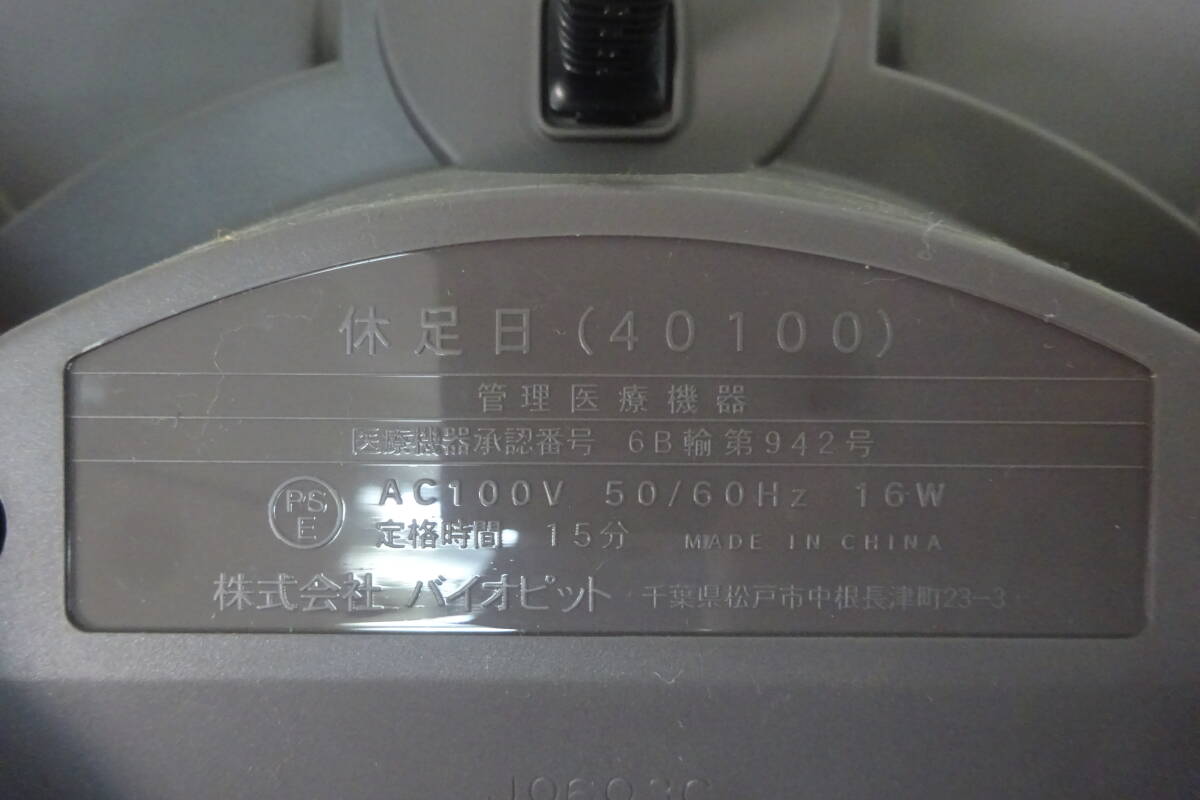 休足日(40100)
管理医療機器
医療機器承認番号 6B輸第942号
PS
E
AC100V 50/60Hz 16W
定格時間 15分 MADE IN CHINA
株式会社 バイオピット 千葉県松戸市中根長津町23-3